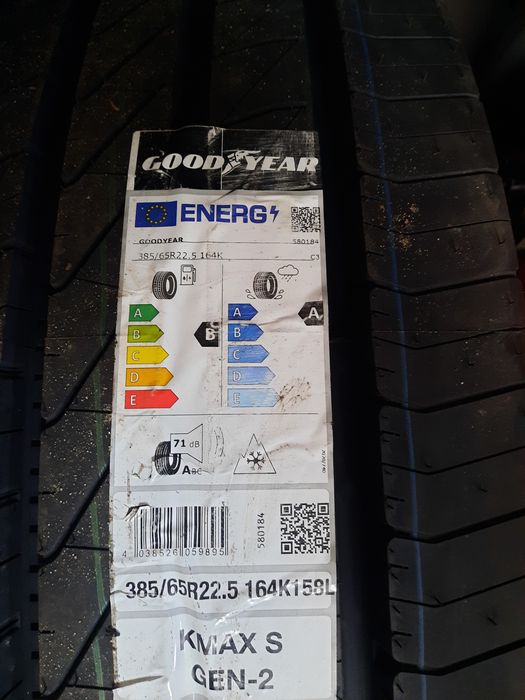 GOODYEAR
ENERG
GOODYEAR 580184
385/65R22.5 164K C3
A A
B B
C C
D D
E E
B
A
71 dB
ABC
580184
4 038526 059895
385/65R22.5 164K158L
KMAX S
GEN-2